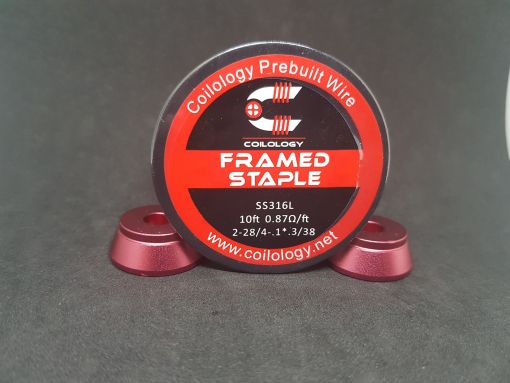 Coilology Prebuilt Wire
COILOLOGY
FRAMED
STAPLE
SS316L
10ft 0.87Ω/ft
2-28/4-.1*.3/38
www.coilology.net